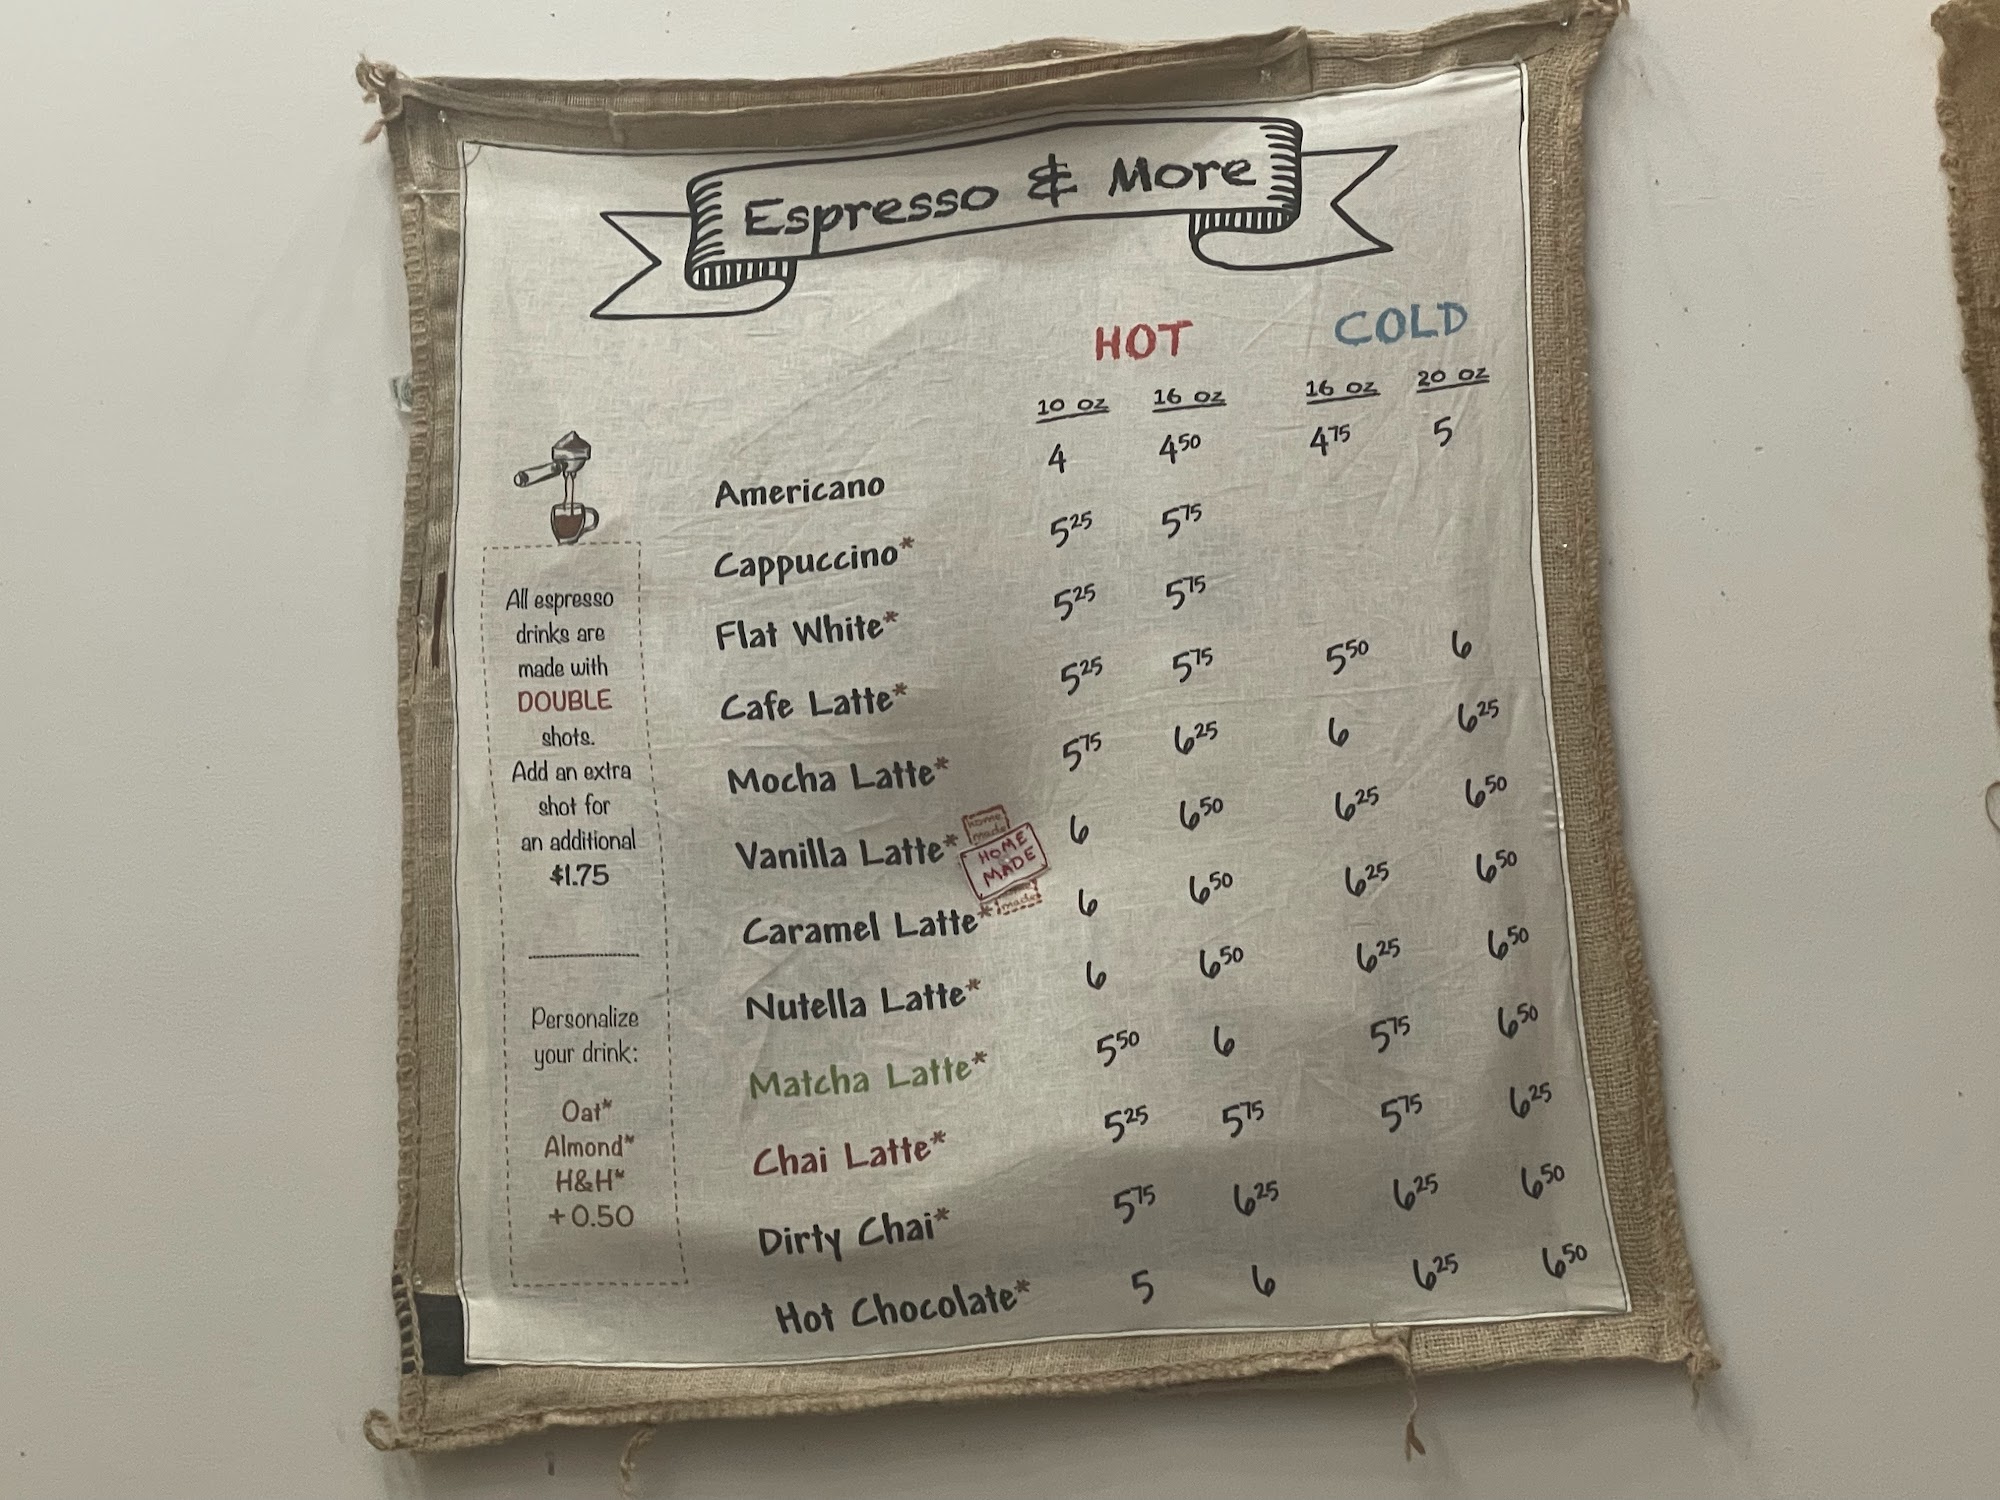 Espresso & More
HOT COLD
10 oz 16 oz 16 oz 20 oz
Americano 4 4⁵⁰ 4⁷⁵ 5
Cappuccino* 5²⁵ 5⁷⁵
Flat White* 5²⁵ 5⁷⁵
Cafe Latte* 5²⁵ 5⁷⁵ 5⁵⁰ 6
Mocha Latte* 5⁷⁵ 6²⁵ 6 6²⁵
Vanilla Latte* 6 6⁵⁰ 6²⁵ 6⁵⁰
home
made
HOME
MADE
made
Caramel Latte* 6 6⁵⁰ 6²⁵ 6⁵⁰
Nutella Latte* 6 6⁵⁰ 6²⁵ 6⁵⁰
Matcha Latte* 5⁵⁰ 6 5⁷⁵ 6⁵⁰
Chai Latte* 5²⁵ 5⁷⁵ 5⁷⁵ 6²⁵
Dirty Chai* 5⁷⁵ 6²⁵ 6²⁵ 6⁵⁰
Hot Chocolate* 5 6 6²⁵ 6⁵⁰
All espresso
drinks are
made with
DOUBLE
shots.
Add an extra
shot for
an additional
$1.75
Personalize
your drink:
Oat*
Almond*
H&H*
+0.50